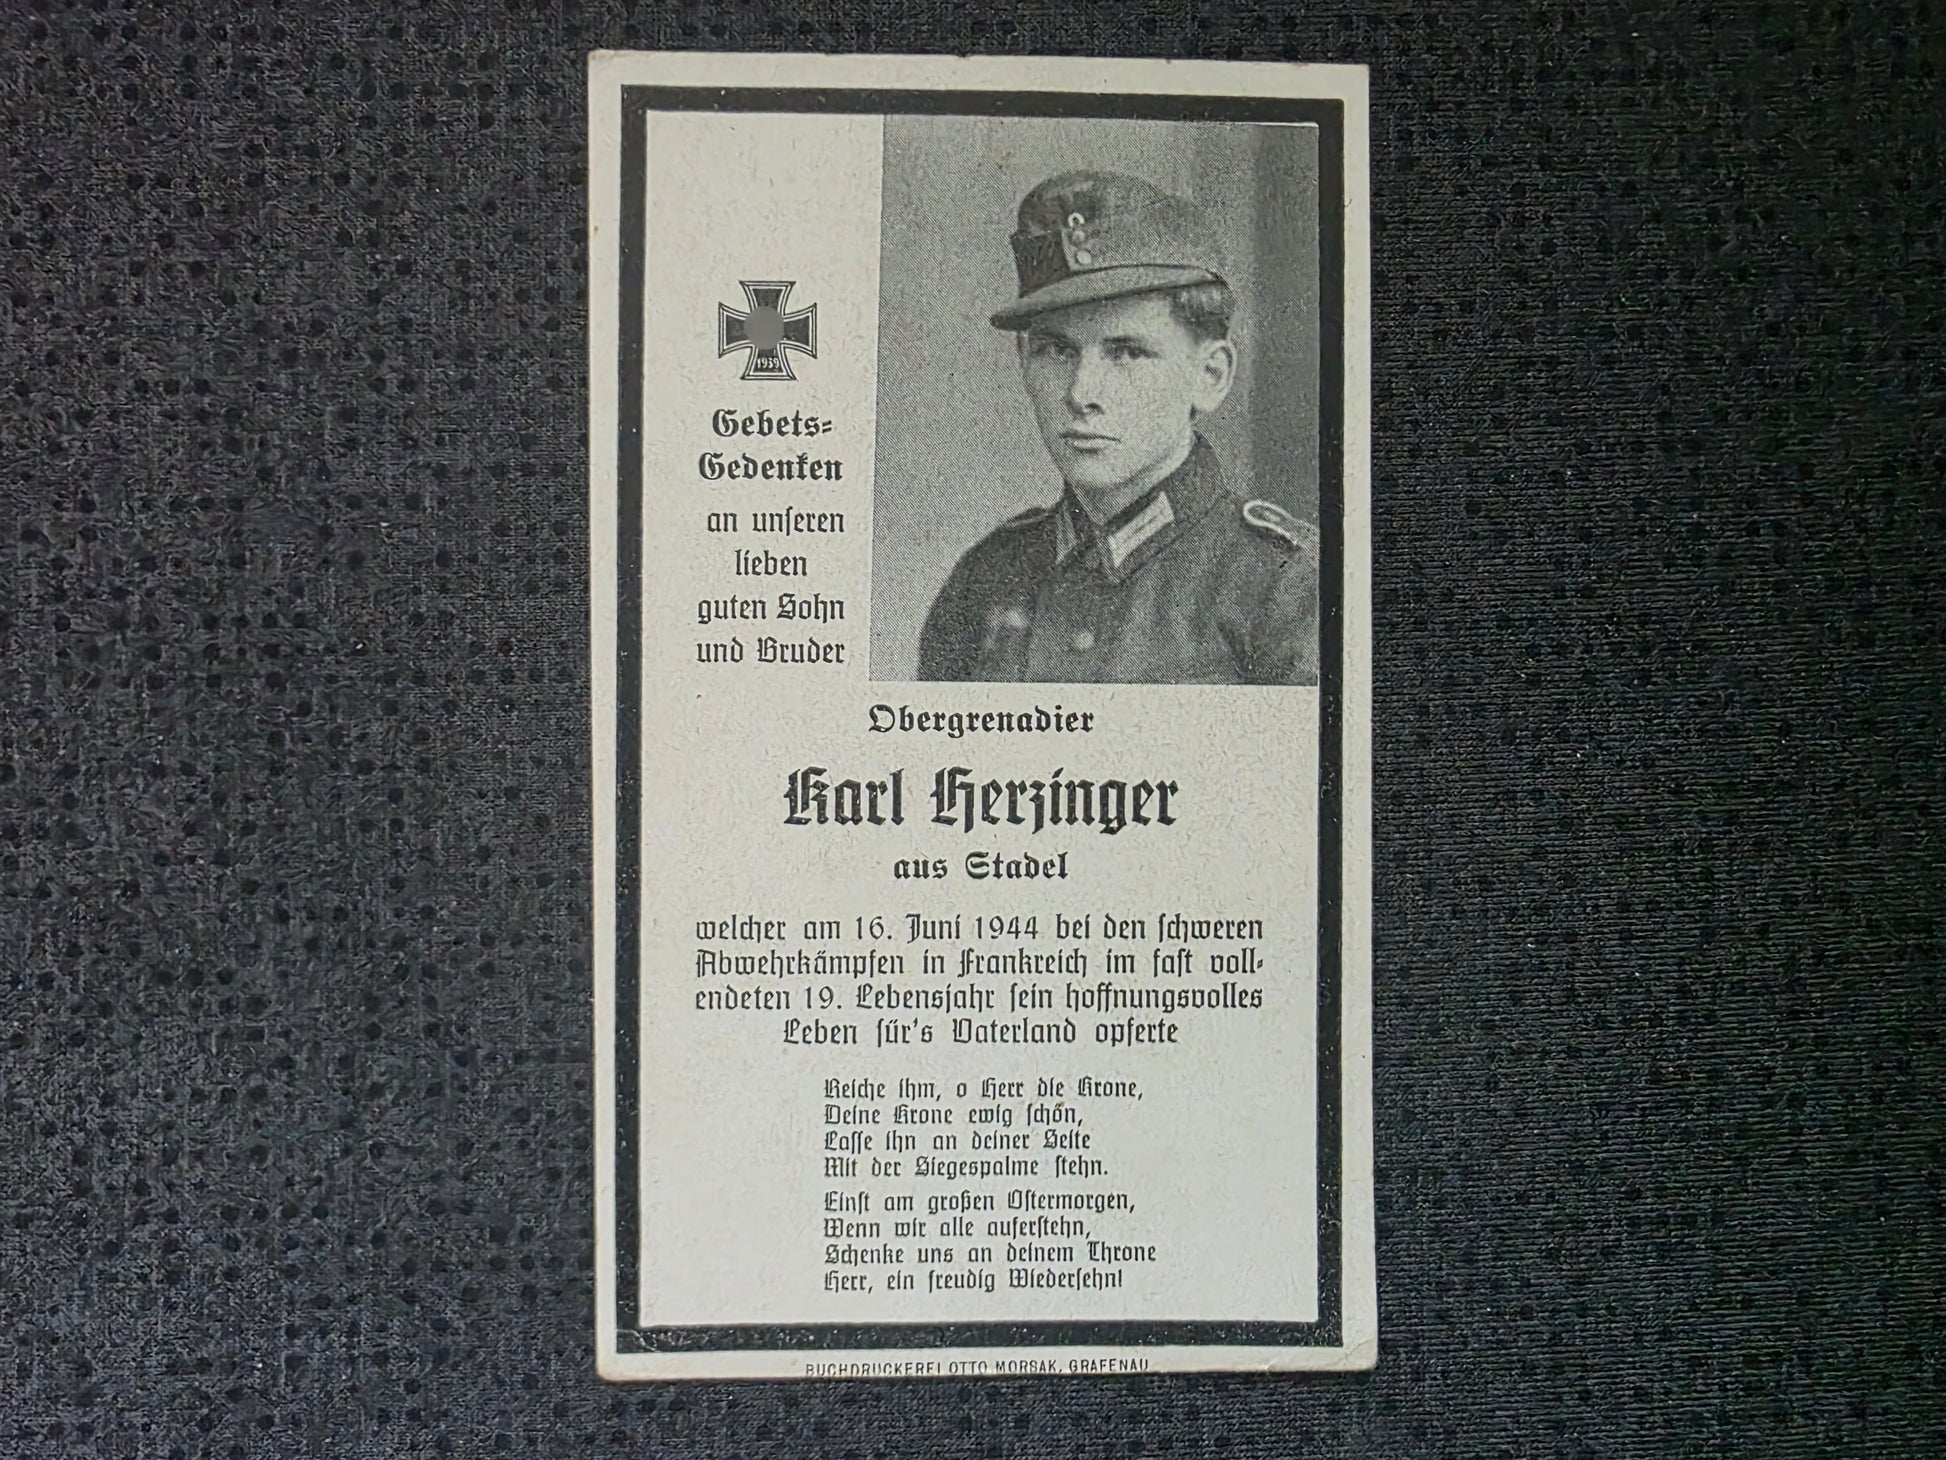 1939
Gebets-
Gedenken
an unseren
lieben
guten Sohn
und Bruder
Obergrenadier
Karl Herzinger
aus Stadel
welcher am 16. Juni 1944 bei den schweren
Abwehrkämpfen in Frankreich im fast voll-
endeten 19. Lebensjahr sein hoffnungsvolles
Leben für's Vaterland opferte
Reiche ihm, o Herr die Krone,
Deine Krone ewig schön,
Lasse ihn an deiner Seite
Mit der Siegespalme stehn.
Einst am großen Ostermorgen,
Wenn wir alle auferstehn,
Schenke uns an deinem Throne
Herr, ein freudig Wiedersehn!
BUCHDRUCKEREI OTTO MORSAK, GRAFENAU